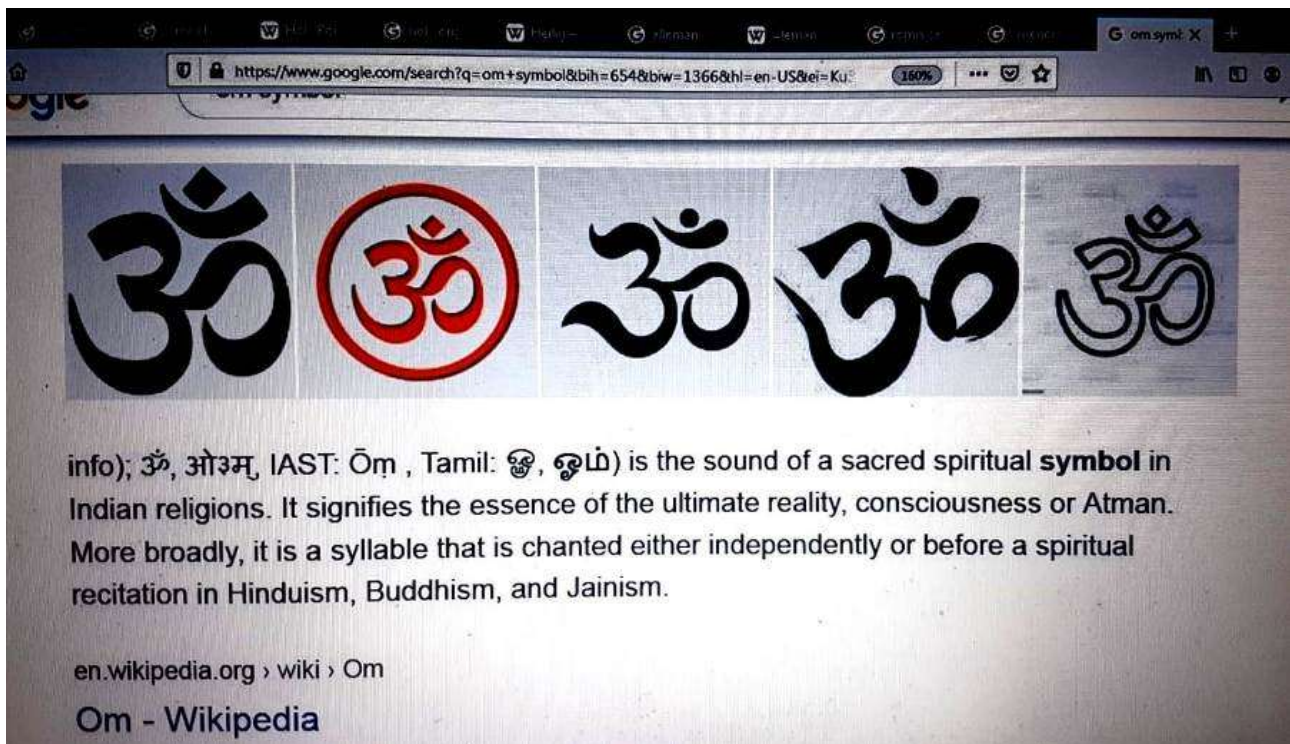 G om symb X
https://www.google.com/search?q=om+symbol&bih=654&biw=1366&hl=en-US&ei=Ku
160%
info); ॐ, ओ३म्, IAST: Ōṃ , Tamil: ௐ, ஓம்) is the sound of a sacred spiritual symbol in
Indian religions. It signifies the essence of the ultimate reality, consciousness or Atman.
More broadly, it is a syllable that is chanted either independently or before a spiritual
recitation in Hinduism, Buddhism, and Jainism.
en.wikipedia.org › wiki › Om
Om - Wikipedia